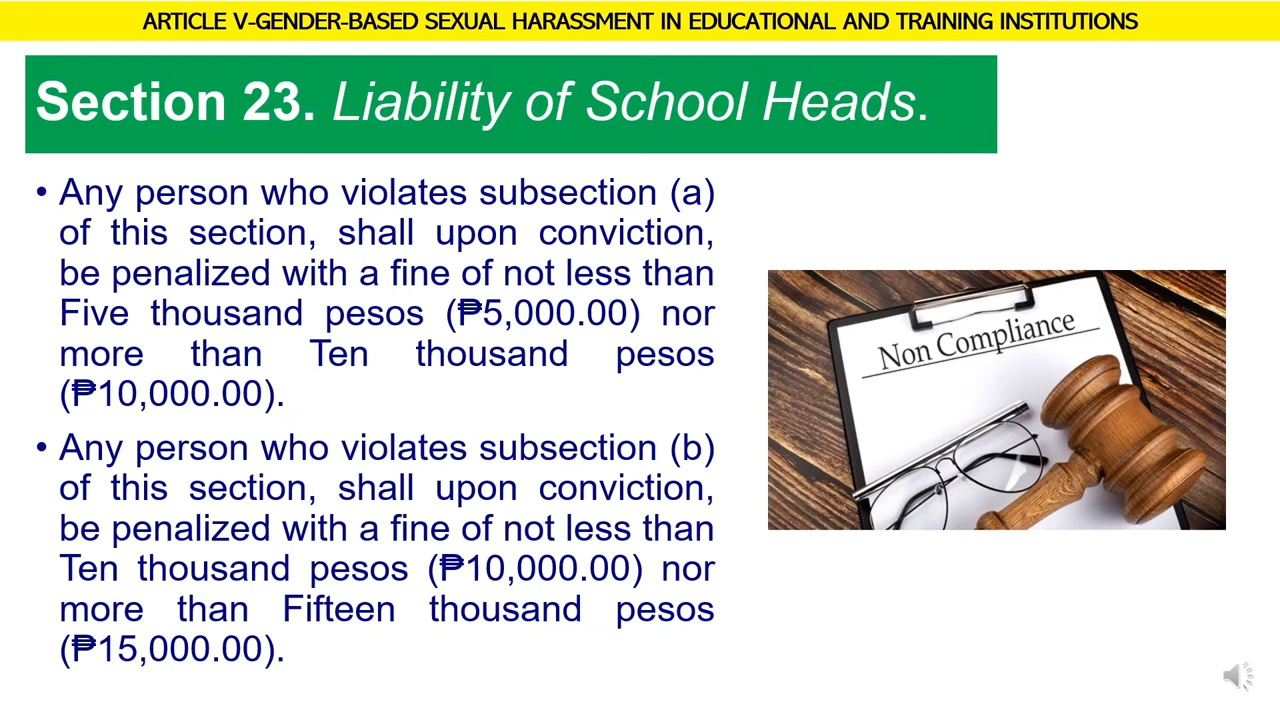 ARTICLE V-GENDER-BASED SEXUAL HARASSMENT IN EDUCATIONAL AND TRAINING INSTITUTIONS
Section 23. Liability of School Heads.
• Any person who violates subsection (a)
of this section, shall upon conviction,
be penalized with a fine of not less than
Five thousand pesos (₱5,000.00) nor
more than Ten thousand pesos
(₱10,000.00).
• Any person who violates subsection (b)
of this section, shall upon conviction,
be penalized with a fine of not less than
Ten thousand pesos (₱10,000.00) nor
more than Fifteen thousand pesos
(₱15,000.00).
Non Compliance